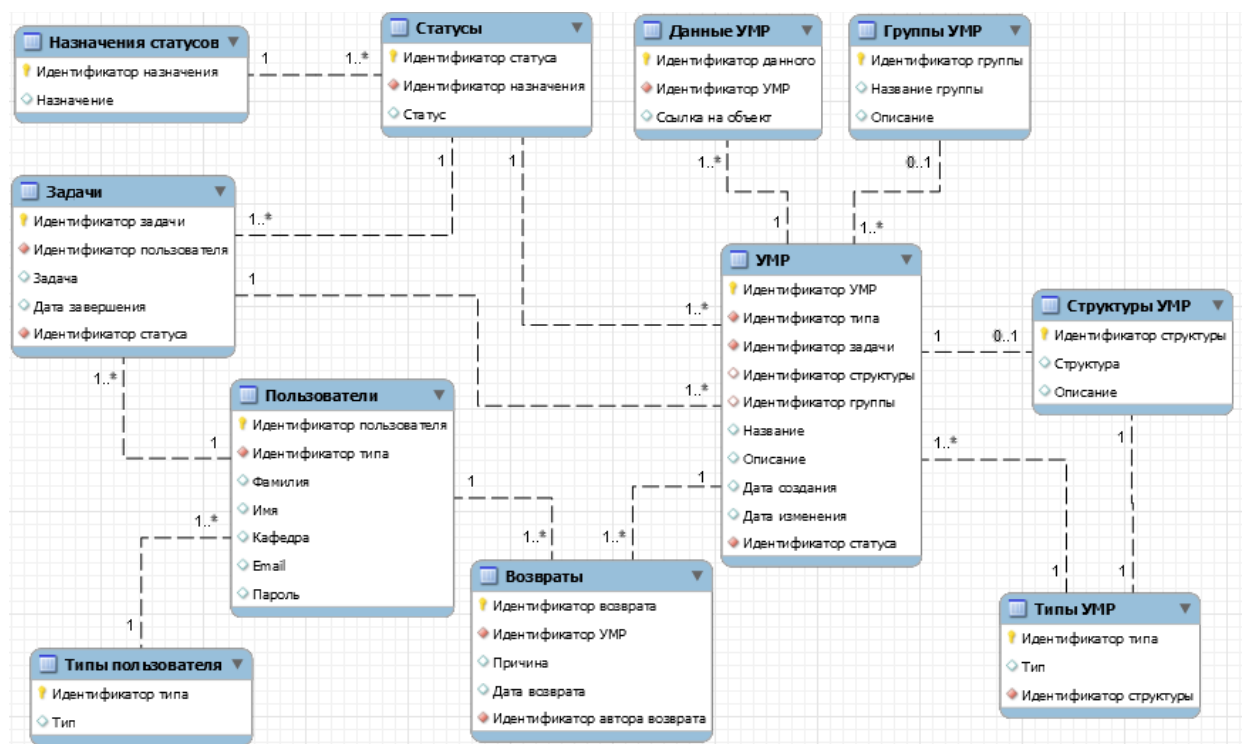 Назначения статусов
Идентификатор назначения
Назначение
1
1..*
Статусы
Идентификатор статуса
Идентификатор назначения
Статус
Данные УМР
Идентификатор данного
Идентификатор УМР
Ссылка на объект
Группы УМР
Идентификатор группы
Название группы
Описание
1
1
1..*
0..1
Задачи
Идентификатор задачи
Идентификатор пользователя
Задача
Дата завершения
Идентификатор статуса
1..*
1
1
1..*
УМР
Идентификатор УМР
Идентификатор типа
Идентификатор задачи
Идентификатор структуры
Идентификатор группы
Название
Описание
Дата создания
Дата изменения
Идентификатор статуса
1..*
1..*
1
0..1
Структуры УМР
Идентификатор структуры
Структура
Описание
1..*
1
Пользователи
Идентификатор пользователя
Идентификатор типа
Фамилия
Имя
Кафедра
Email
Пароль
1..*
1
1..*
1
1
1..*
1..*
1
1
1
Возвраты
Идентификатор возврата
Идентификатор УМР
Причина
Дата возврата
Идентификатор автора возврата
Типы УМР
Идентификатор типа
Тип
Идентификатор структуры
Типы пользователя
Идентификатор типа
Тип